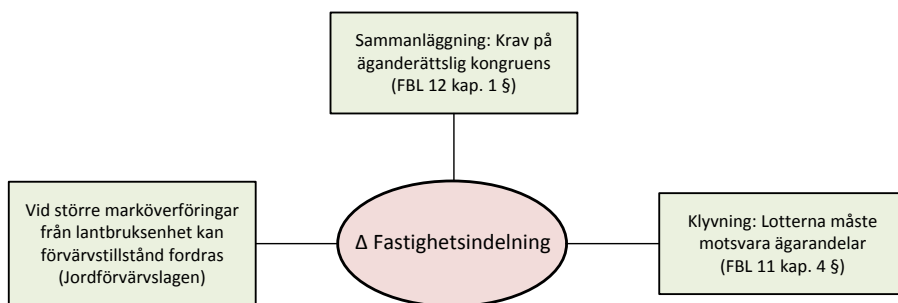 Sammanläggning: Krav på
äganderättslig kongruens
(FBL 12 kap. 1 §)
Vid större marköverföringar
från lantbruksenhet kan
förvärvstillstånd fordras
(Jordförvärvslagen)
Δ Fastighetsindelning
Klyvning: Lotterna måste
motsvara ägarandelar
(FBL 11 kap. 4 §)